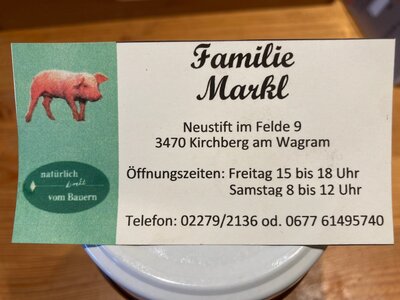 Familie
Markl
Neustift im Felde 9
3470 Kirchberg am Wagram
Öffnungszeiten: Freitag 15 bis 18 Uhr
Samstag 8 bis 12 Uhr
Telefon: 02279/2136 od. 0677 61495740
natürlich
vom Bauern